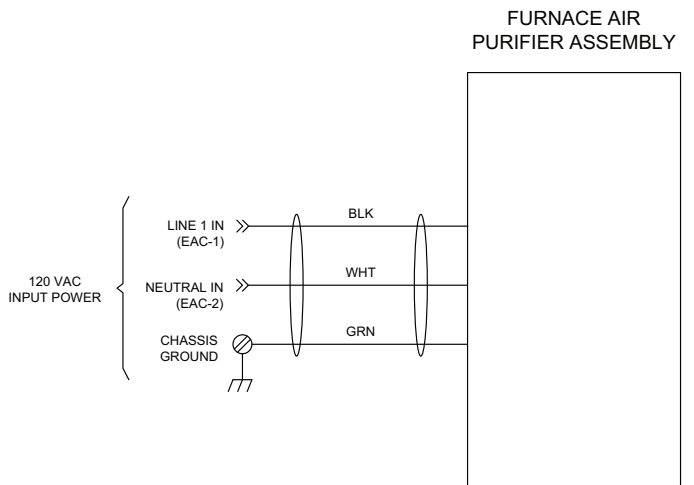 FURNACE AIR
PURIFIER ASSEMBLY
BLK
LINE 1 IN
(EAC-1)
WHT
120 VAC
INPUT POWER
NEUTRAL IN
(EAC-2)
GRN
CHASSIS
GROUND